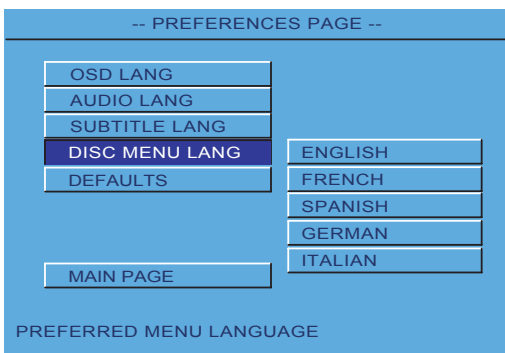 -- PREFERENCES PAGE --
OSD LANG
AUDIO LANG
SUBTITLE LANG
DISC MENU LANG
DEFAULTS
ENGLISH
FRENCH
SPANISH
GERMAN
ITALIAN
MAIN PAGE
PREFERRED MENU LANGUAGE